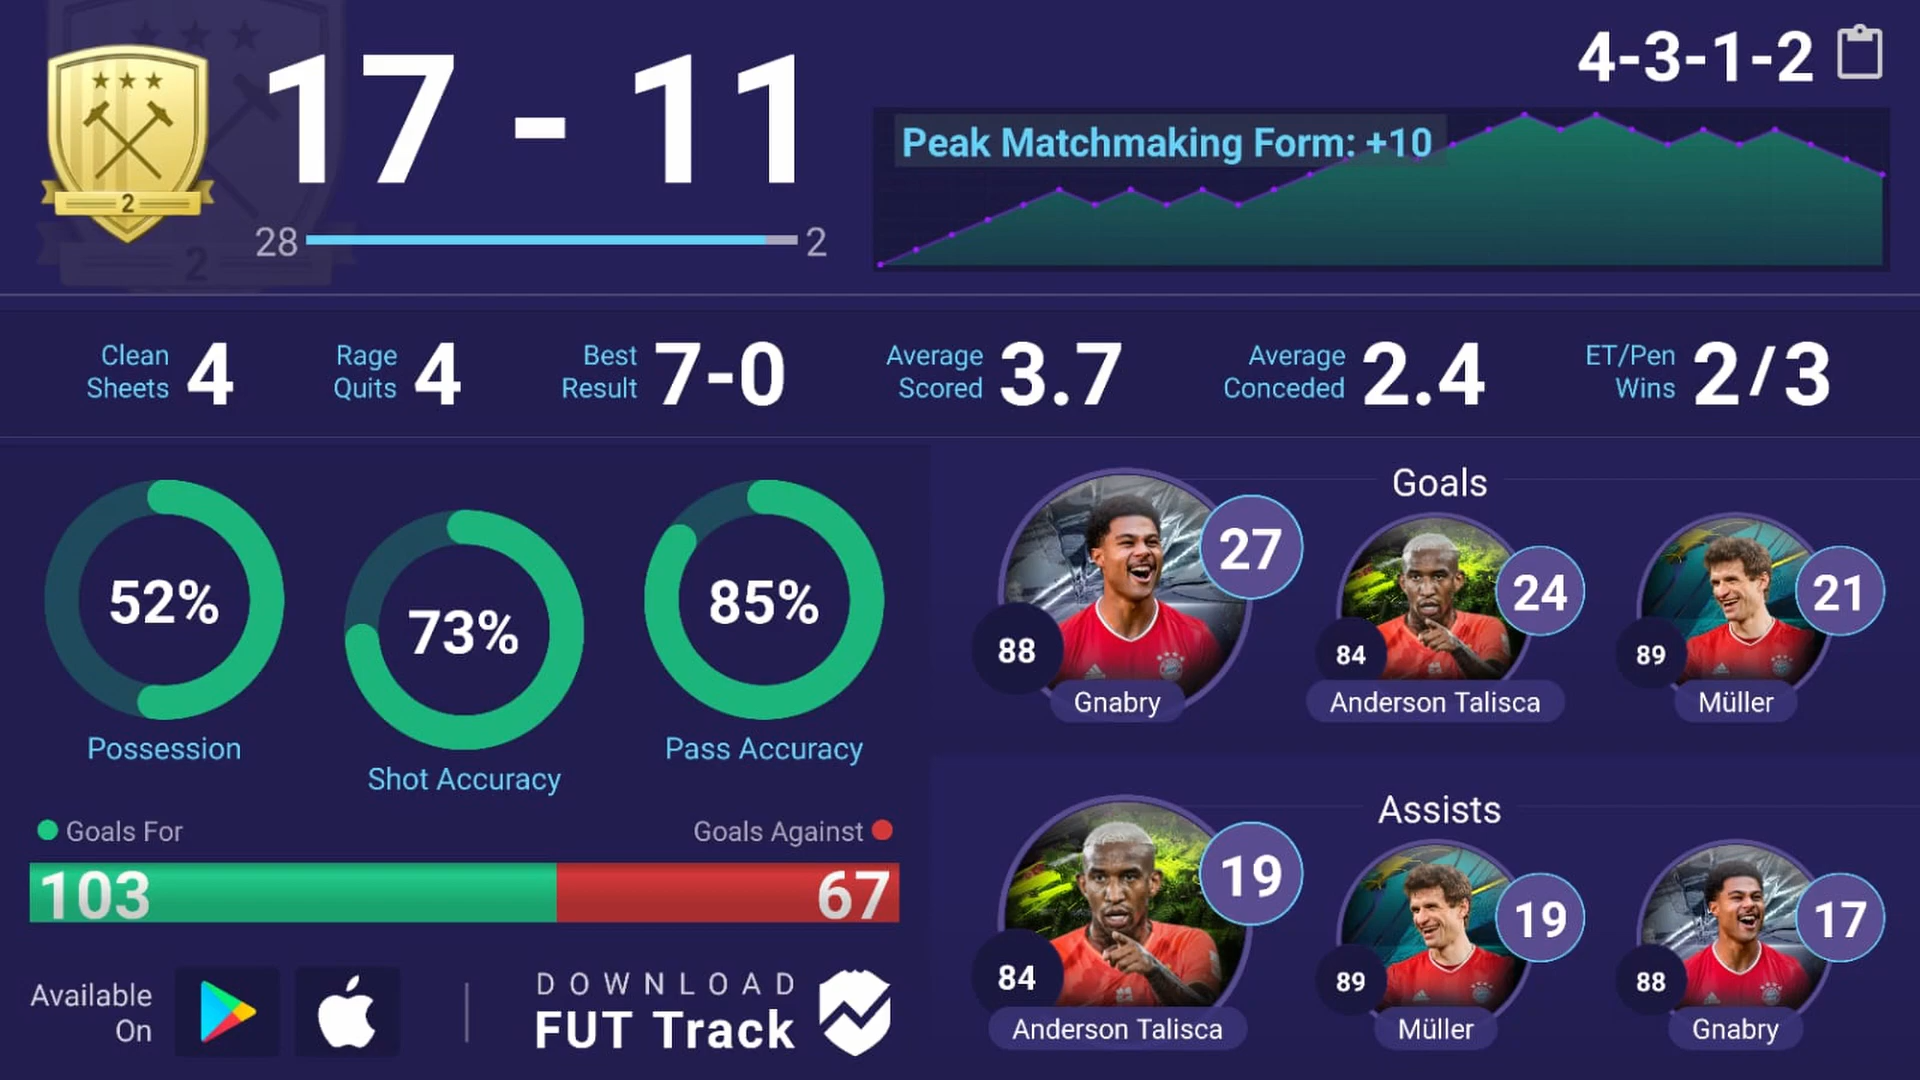 2
17 - 11
28
2
2
4-3-1-2
Peak Matchmaking Form: +10
Clean
Sheets
4
Rage
Quits
4
Best
Result
7-0
Average
Scored
3.7
Average
Conceded
2.4
ET/Pen
Wins
2/3
52%
Possession
73%
Shot Accuracy
85%
Pass Accuracy
Goals For
Goals Against
103
67
Available
On
DOWNLOAD
FUT Track
Goals
27
88
Gnabry
24
84
Anderson Talisca
21
89
Müller
Assists
19
84
Anderson Talisca
19
89
Müller
17
88
Gnabry